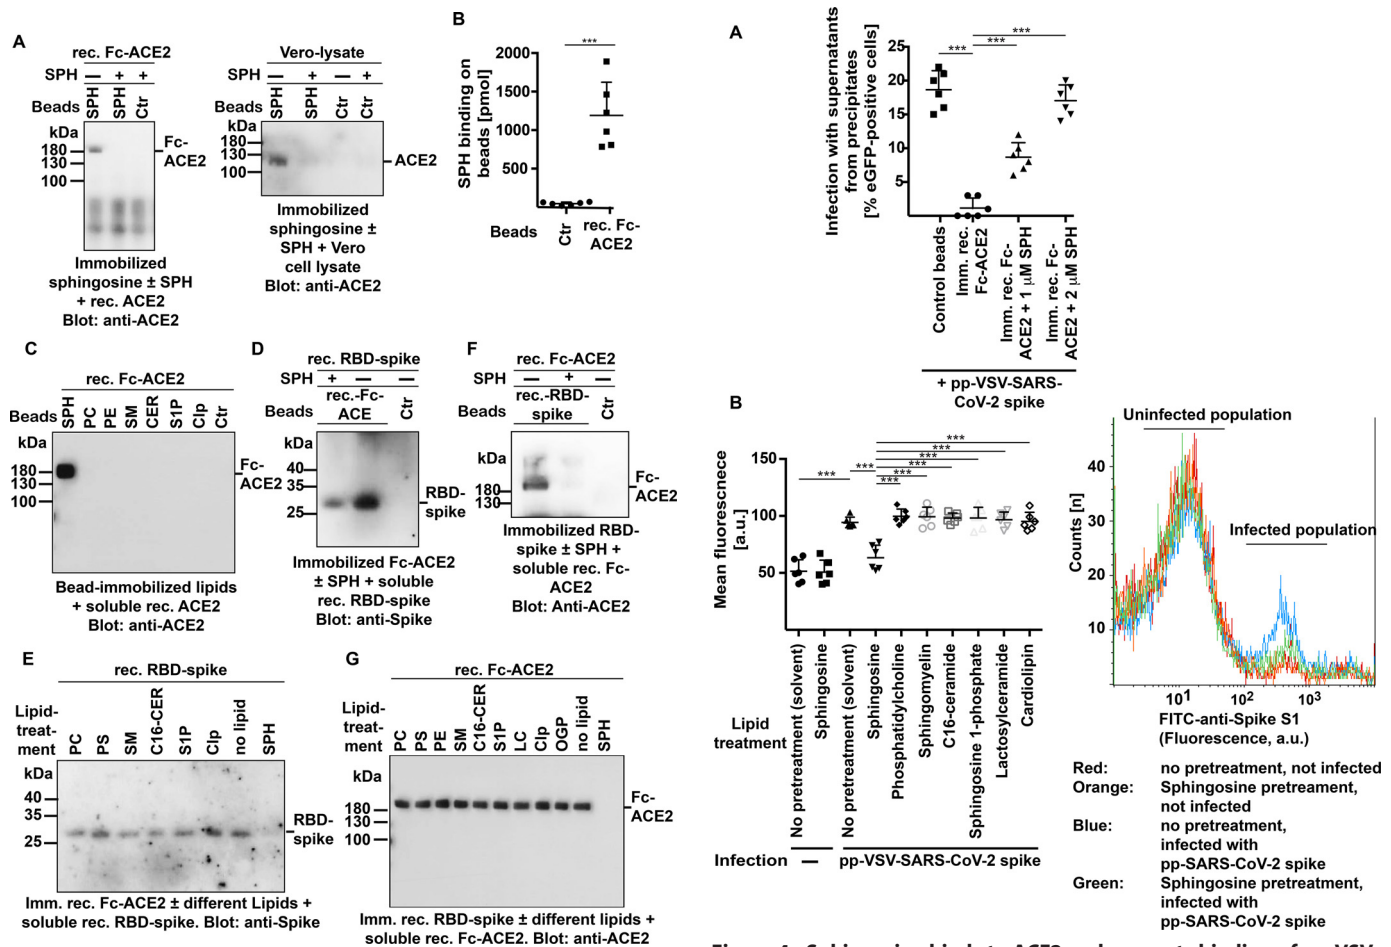 A
rec. Fc-ACE2
SPH — + +
Beads SPH SPH Ctr
kDa
180
130
100
Fc-
ACE2
Immobilized
sphingosine ± SPH
+ rec. ACE2
Blot: anti-ACE2
Vero-lysate
SPH — + — +
Beads SPH SPH Ctr Ctr
kDa
180
130
100
ACE2
Immobilized
sphingosine ±
SPH + Vero
cell lysate
Blot: anti-ACE2
B
SPH binding on
beads [pmol]
2000
1500
1000
500
***
Beads Ctr rec. Fc-
ACE2
C
rec. Fc-ACE2
Beads SPH PC PE SM CER S1P Clp Ctr
kDa
180
130
100
Fc-
ACE2
Bead-immobilized lipids
+ soluble rec. ACE2
Blot: anti-ACE2
D
rec. RBD-spike
SPH + — —
Beads rec.-Fc-
ACE
Ctr
kDa
40
35
25
RBD-
spike
Immobilized Fc-ACE2
± SPH + soluble
rec. RBD-spike
Blot: anti-Spike
F
rec. Fc-ACE2
SPH — + —
Beads rec.-RBD-
spike
Ctr
kDa
180
130
Fc-
ACE2
Immobilized RBD-
spike ± SPH +
soluble rec. Fc-
ACE2
Blot: Anti-ACE2
E
rec. RBD-spike
Lipid-
treat-
ment
PC PS SM C16-CER S1P Clp no lipid SPH
kDa
40
35
25
RBD-
spike
Imm. rec. Fc-ACE2 ± different Lipids +
soluble rec. RBD-spike. Blot: anti-Spike
G
rec. Fc-ACE2
Lipid-
treat-
ment
PC PS PE SM C16-CER S1P LC Clp OGP no lipid SPH
kDa
180
130
100
Fc-
ACE2
Imm. rec. RBD-spike ± different lipids +
soluble rec. Fc-ACE2. Blot: anti-ACE2
A
Infection with supernatants
from precipitates
[% eGFP-positive cells]
25
20
15
10
5
***
***
***
Control beads
Imm. rec.
Fc-ACE2
Imm. rec. Fc-
ACE2 + 1 µM SPH
Imm. rec. Fc-
ACE2 + 2 µM SPH
+ pp-VSV-SARS-
CoV-2 spike
B
Mean fluorescnece
[a.u.]
150
100
50
***
***
***
***
***
***
***
***
Lipid
treatment
No pretreatment (solvent)
Sphingosine
No pretreatment (solvent)
Sphingosine
Phosphatidylcholine
Sphingomyelin
C16-ceramide
Sphingosine 1-phosphate
Lactosylceramide
Cardiolipin
Infection — pp-VSV-SARS-CoV-2 spike
Uninfected population
Infected population
Counts [n]
40
30
20
10
10¹ 10² 10³
FITC-anti-Spike S1
(Fluorescence, a.u.)
Red: no pretreatment, not infected
Orange: Sphingosine pretreament,
not infected
Blue: no pretreatment,
infected with
pp-SARS-CoV-2 spike
Green: Sphingosine pretreatment,
infected with
pp-SARS-CoV-2 spike